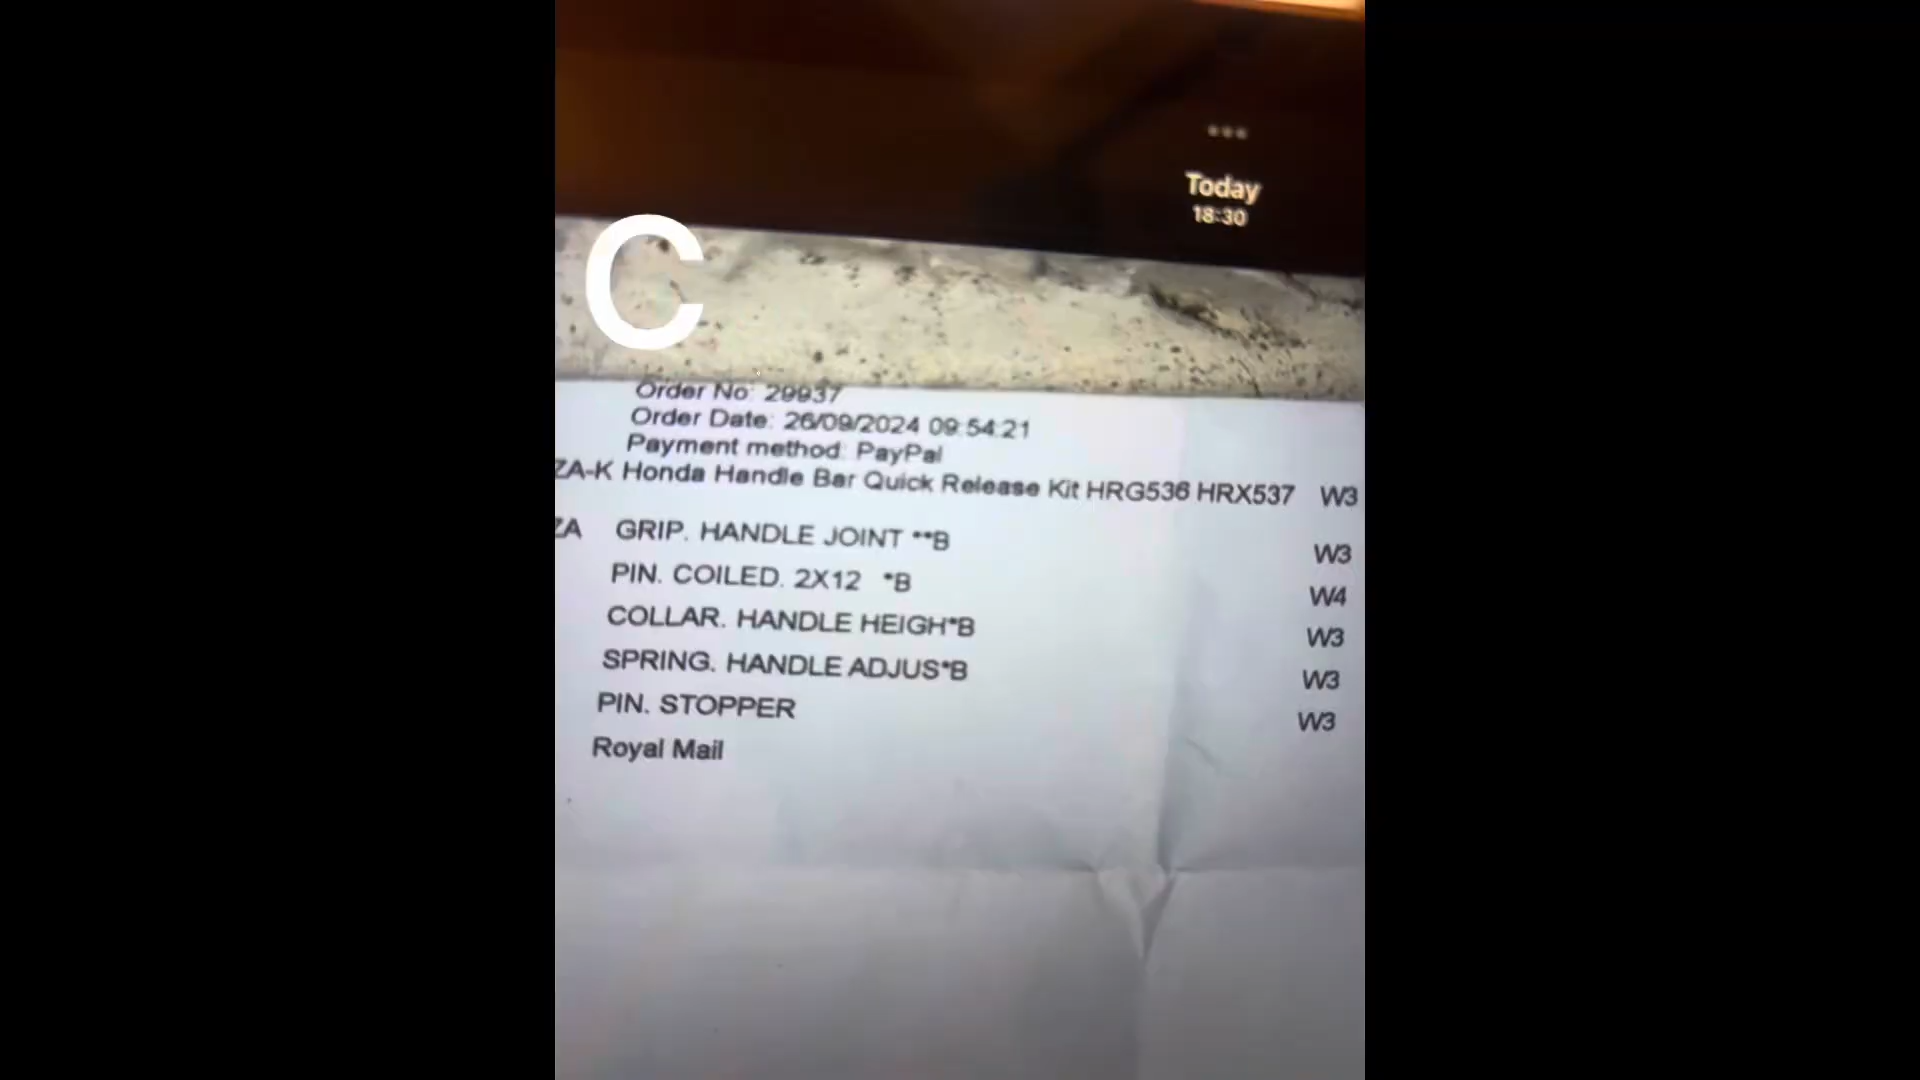 ...
Today
18:30
C
Order No: 29937
Order Date: 26/09/2024 09:54:21
Payment method: PayPal
ZA-K Honda Handle Bar Quick Release Kit HRG536 HRX537 W3
ZA GRIP. HANDLE JOINT **B W3
PIN. COILED. 2X12 *B W4
COLLAR. HANDLE HEIGH*B W3
SPRING. HANDLE ADJUS*B W3
PIN. STOPPER W3
Royal Mail